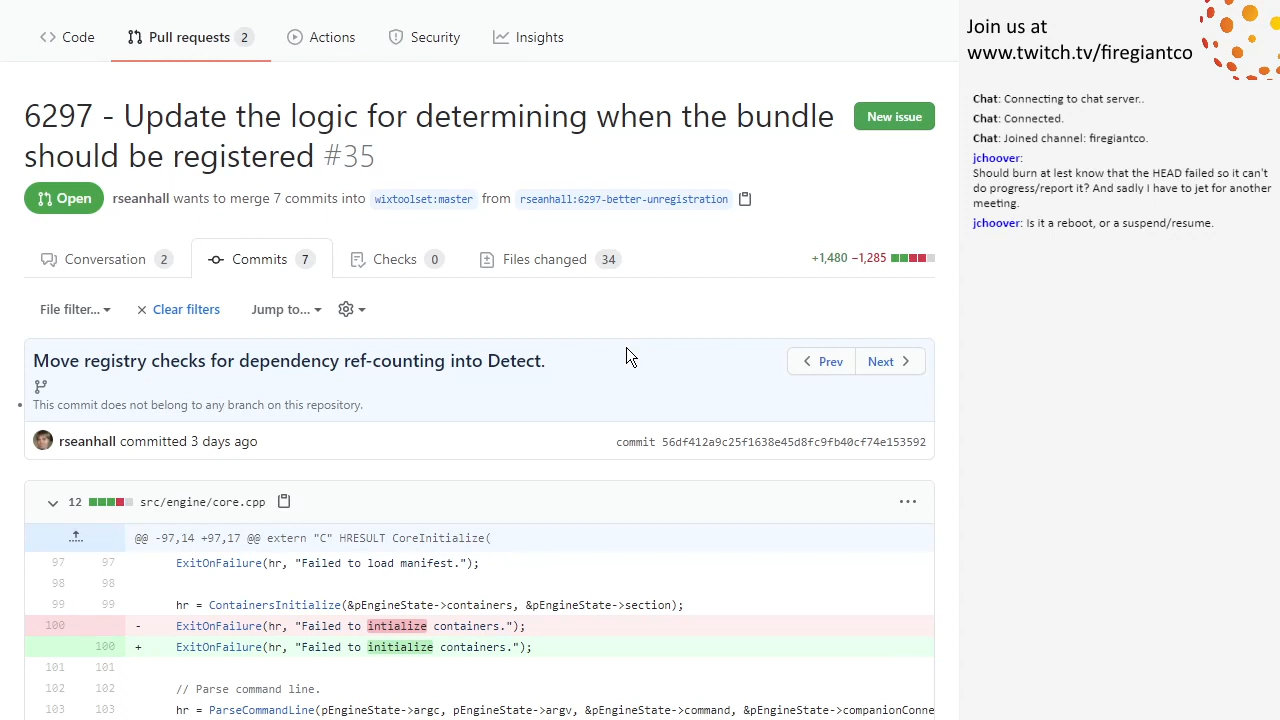 Code
Pull requests 2
Actions
Security
Insights
6297 - Update the logic for determining when the bundle
should be registered #35
New issue
Open
rseanhall wants to merge 7 commits into wixtoolset:master from rseanhall:6297-better-unregistration
Conversation 2
Commits 7
Checks 0
Files changed 34
+1,480 −1,285
File filter...
Clear filters
Jump to...
Move registry checks for dependency ref-counting into Detect.
Prev
Next
This commit does not belong to any branch on this repository.
rseanhall committed 3 days ago
commit 56df412a9c25f1638e45d8fc9fb40cf74e153592
12 src/engine/core.cpp
@@ -97,14 +97,17 @@ extern "C" HRESULT CoreInitialize(
97 97 ExitOnFailure(hr, "Failed to load manifest.");
98 98
99 99 hr = ContainersInitialize(&pEngineState->containers, &pEngineState->section);
100 - ExitOnFailure(hr, "Failed to intialize containers.");
100 + ExitOnFailure(hr, "Failed to initialize containers.");
101 101
102 102 // Parse command line.
103 103 hr = ParseCommandLine(pEngineState->argc, pEngineState->argv, &pEngineState->command, &pEngineState->companionConne
Join us at
www.twitch.tv/firegiantco
Chat: Connecting to chat server..
Chat: Connected.
Chat: Joined channel: firegiantco.
jchoover:
Should burn at lest know that the HEAD failed so it can't
do progress/report it? And sadly I have to jet for another
meeting.
jchoover: Is it a reboot, or a suspend/resume.